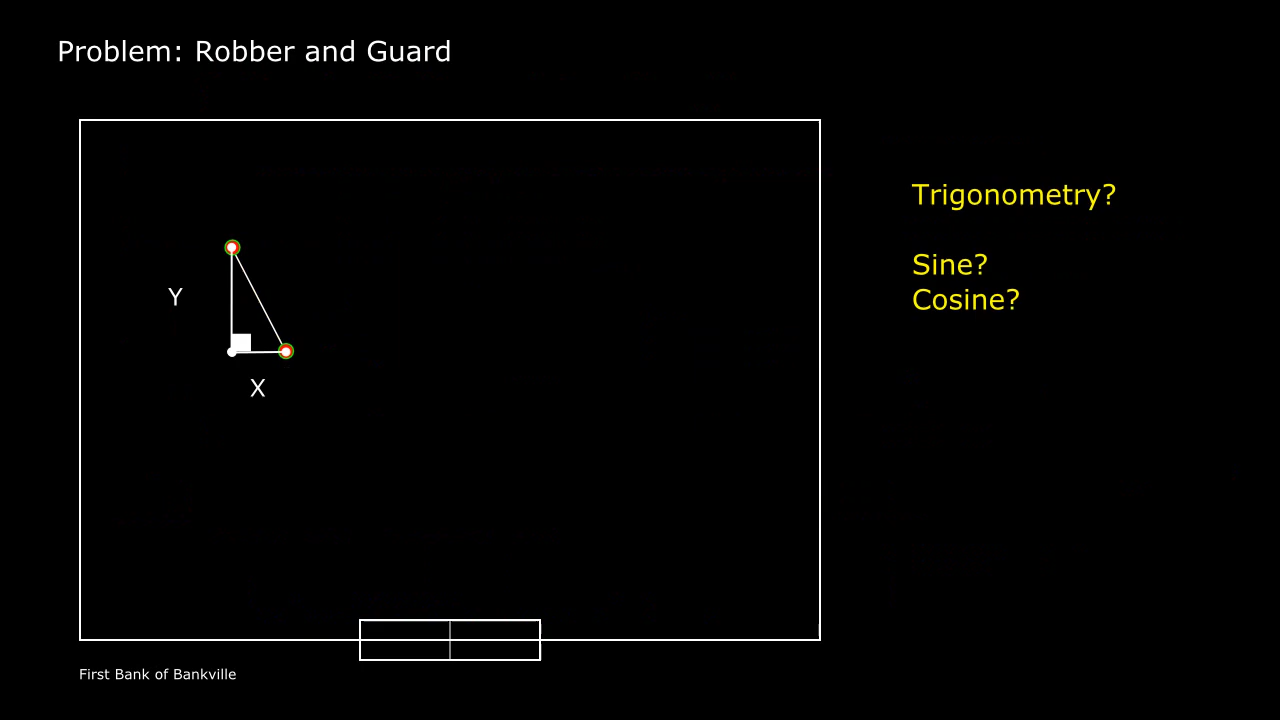 Problem: Robber and Guard
Trigonometry?
Sine?
Cosine?
Y
X
First Bank of Bankville